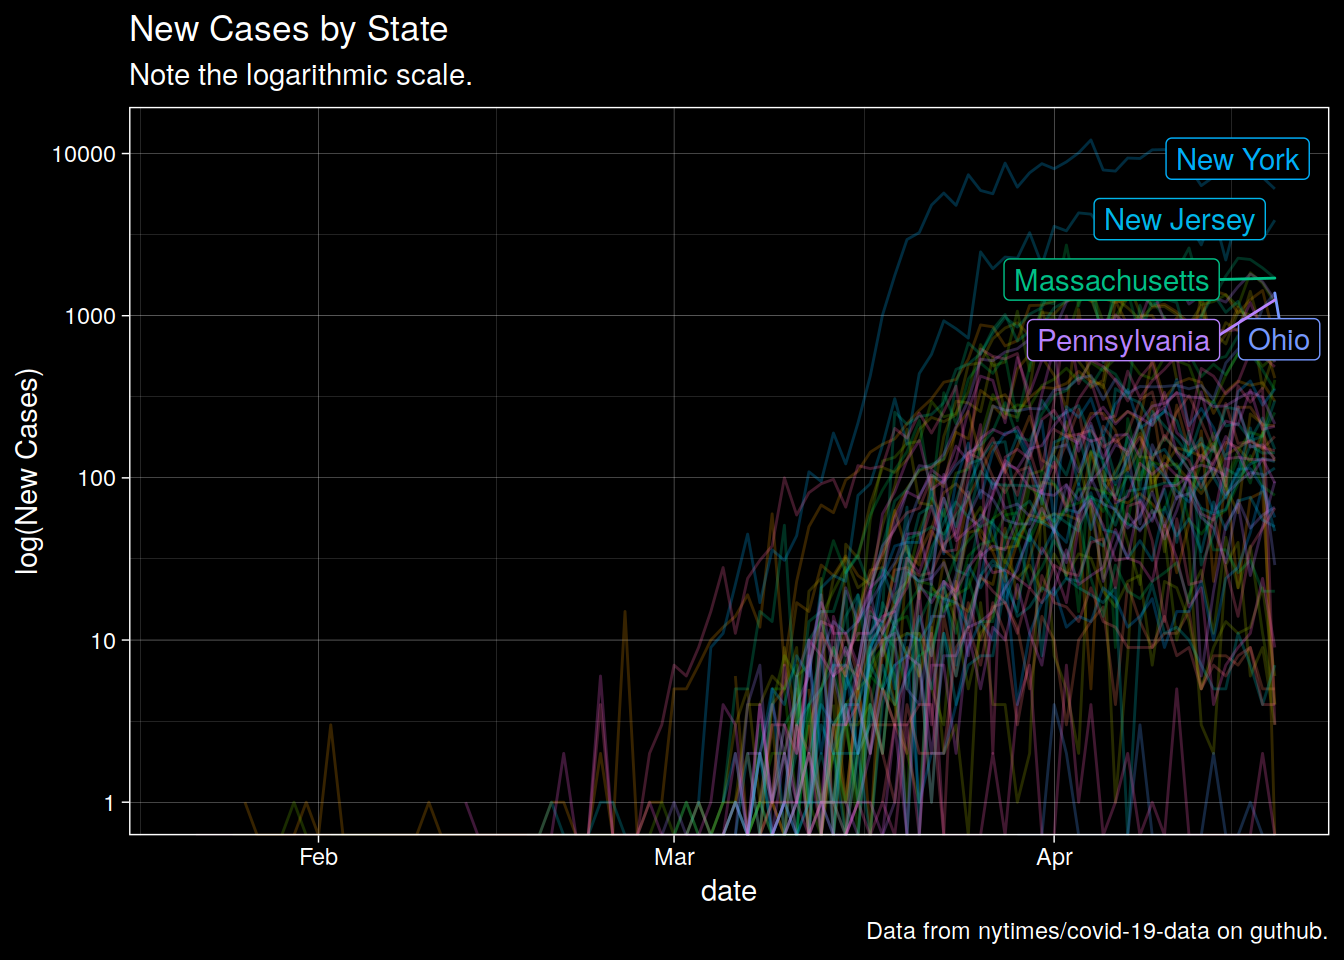 New Cases by State
Note the logarithmic scale.
10000
1000
100
10
1
log(New Cases)
New York
New Jersey
Massachusetts
Pennsylvania
Ohio
Feb
Mar
Apr
date
Data from nytimes/covid-19-data on guthub.